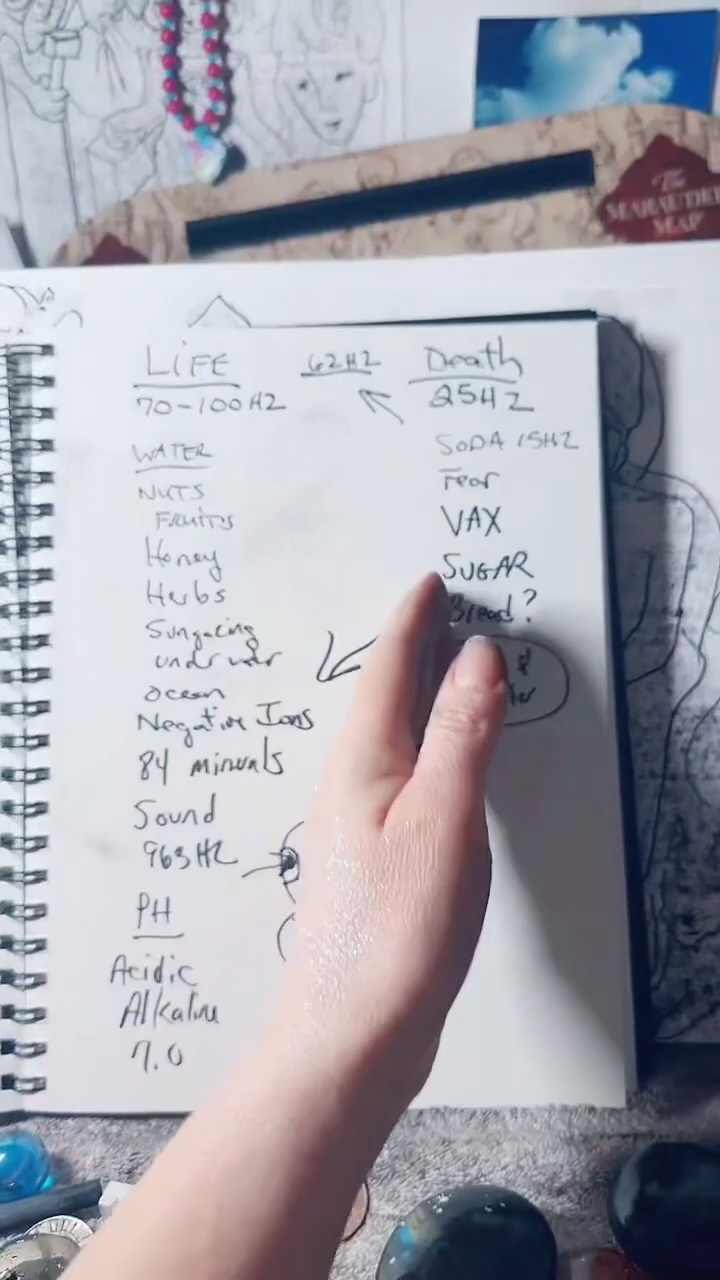 The
MARAUDER
MAP
LIFE
70-100HZ
WATER
NUTS
FRUITS
Honey
Herbs
Sungazing
under water
ocean
Negative Ions
84 minerals
Sound
963HZ
PH
Acidic
Alkaline
7.0
62HZ
Death
25HZ
SODA 15HZ
Fear
VAX
SUGAR
Bread?